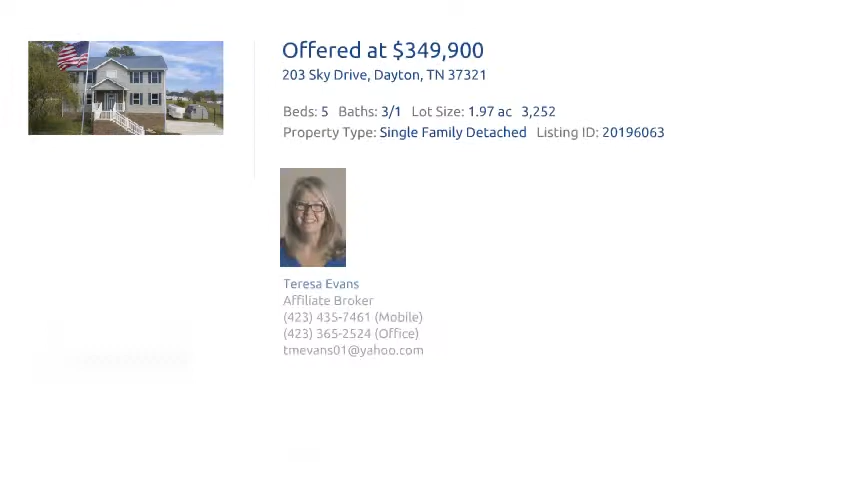 Offered at $349,900
203 Sky Drive, Dayton, TN 37321
Beds: 5 Baths: 3/1 Lot Size: 1.97 ac 3,252
Property Type: Single Family Detached Listing ID: 20196063
Teresa Evans
Affiliate Broker
(423) 435-7461 (Mobile)
(423) 365-2524 (Office)
tmevans01@yahoo.com